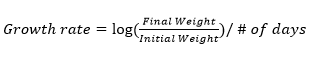 Growth rate = log(Final Weight/Initial Weight)/ # of days